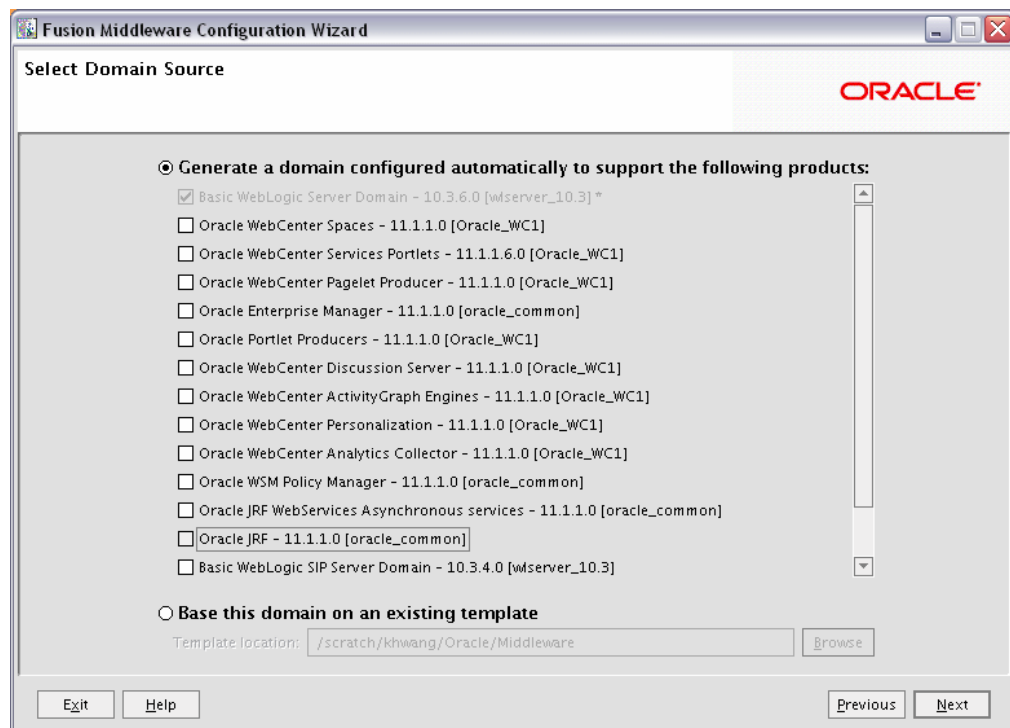 Fusion Middleware Configuration Wizard
Select Domain Source
ORACLE
Generate a domain configured automatically to support the following products:
Basic WebLogic Server Domain - 10.3.6.0 [wlserver_10.3] *
Oracle WebCenter Spaces - 11.1.1.0 [Oracle_WC1]
Oracle WebCenter Services Portlets - 11.1.1.6.0 [Oracle_WC1]
Oracle WebCenter Pagelet Producer - 11.1.1.0 [Oracle_WC1]
Oracle Enterprise Manager - 11.1.1.0 [oracle_common]
Oracle Portlet Producers - 11.1.1.0 [Oracle_WC1]
Oracle WebCenter Discussion Server - 11.1.1.0 [Oracle_WC1]
Oracle WebCenter ActivityGraph Engines - 11.1.1.0 [Oracle_WC1]
Oracle WebCenter Personalization - 11.1.1.0 [Oracle_WC1]
Oracle WebCenter Analytics Collector - 11.1.1.0 [Oracle_WC1]
Oracle WSM Policy Manager - 11.1.1.0 [oracle_common]
Oracle JRF WebServices Asynchronous services - 11.1.1.0 [oracle_common]
Oracle JRF - 11.1.1.0 [oracle_common]
Basic WebLogic SIP Server Domain - 10.3.4.0 [wlserver_10.3]
Base this domain on an existing template
Template location: /scratch/khwang/Oracle/Middleware Browse
Exit Help Previous Next